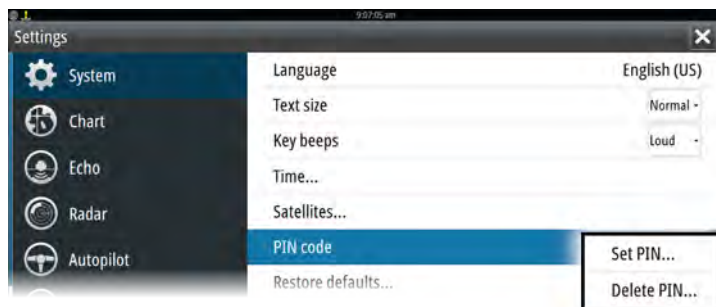 9:07:05 am
Settings
System
Chart
Echo
Radar
Autopilot
Language English (US)
Text size Normal
Key beeps Loud
Time...
Satellites...
PIN code
Restore defaults...
Set PIN...
Delete PIN...